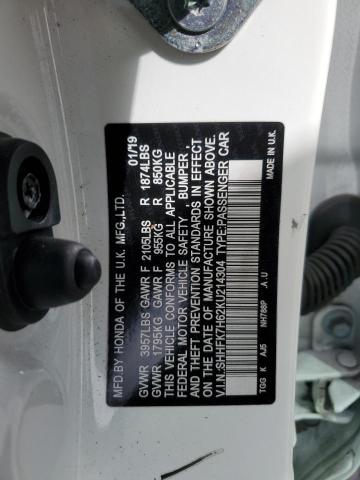 MFD.BY HONDA OF THE U.K. MFG.,LTD. 01/19
GVWR 3957LBS GAWR F 2105LBS R 1874LBS
GVWR 1795KG GAWR F 955KG R 850KG
THIS VEHICLE CONFORMS TO ALL APPLICABLE
FEDERAL MOTOR VEHICLE SAFETY , BUMPER ,
AND THEFT PREVENTION STANDARDS IN EFFECT
ON THE DATE OF MANUFACTURE SHOWN ABOVE.
V.I.N.:SHHFK7H62KU214304 TYPE:PASSENGER CAR
TGG K AJ5 NH788P .A.U MADE IN U.K.